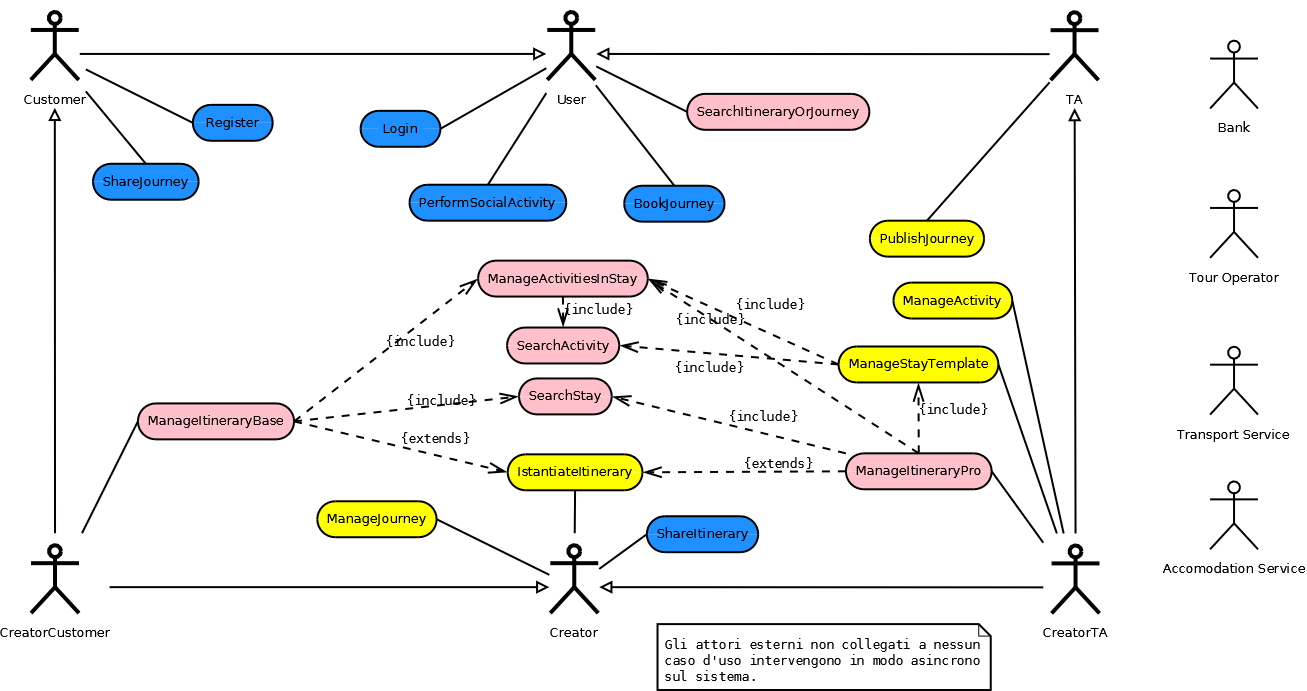 Customer
User
TA
Bank
Register
Login
SearchItineraryOrJourney
ShareJourney
PerformSocialActivity
BookJourney
PublishJourney
Tour Operator
ManageActivitiesInStay
ManageActivity
{include}
{include}
{include}
{include}
SearchActivity
ManageStayTemplate
{include}
SearchStay
{include}
{include}
{include}
ManageItineraryBase
{extends}
Transport Service
IstantiateItinerary
{extends}
ManageItineraryPro
ManageJourney
ShareItinerary
Accomodation Service
CreatorCustomer
Creator
CreatorTA
Gli attori esterni non collegati a nessun
caso d'uso intervengono in modo asincrono
sul sistema.